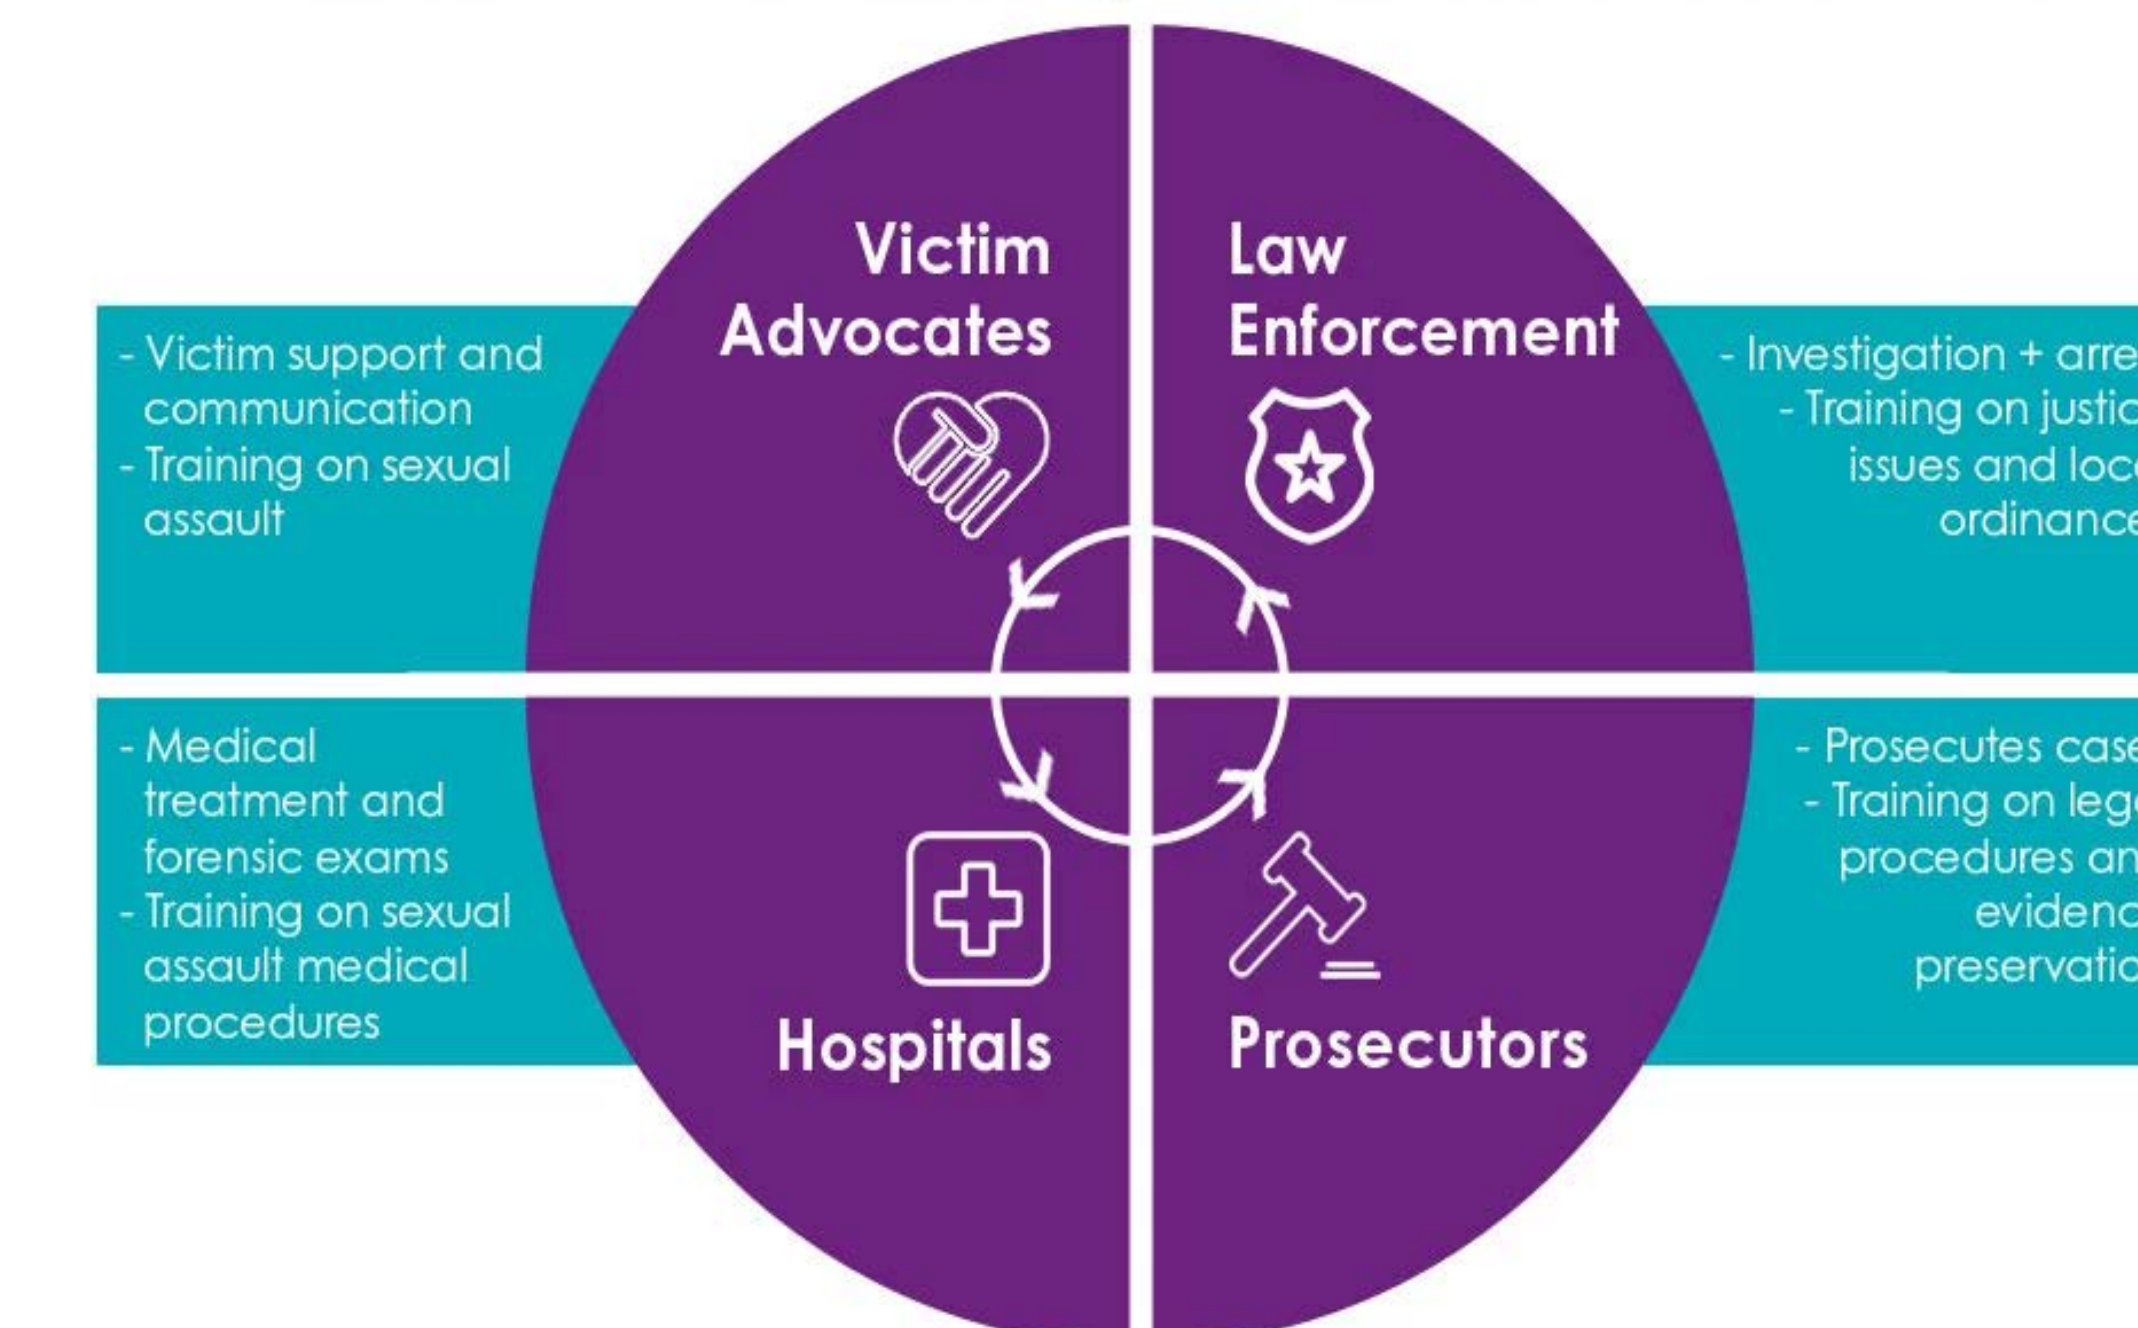 Victim
Advocates
Law
Enforcement
- Victim support and
communication
- Training on sexual
assault
- Investigation + arre
- Training on justic
issues and loc
ordinance
- Medical
treatment and
forensic exams
- Training on sexual
assault medical
procedures
Hospitals
Prosecutors
- Prosecutes case
- Training on leg
procedures an
evidenc
preservatio